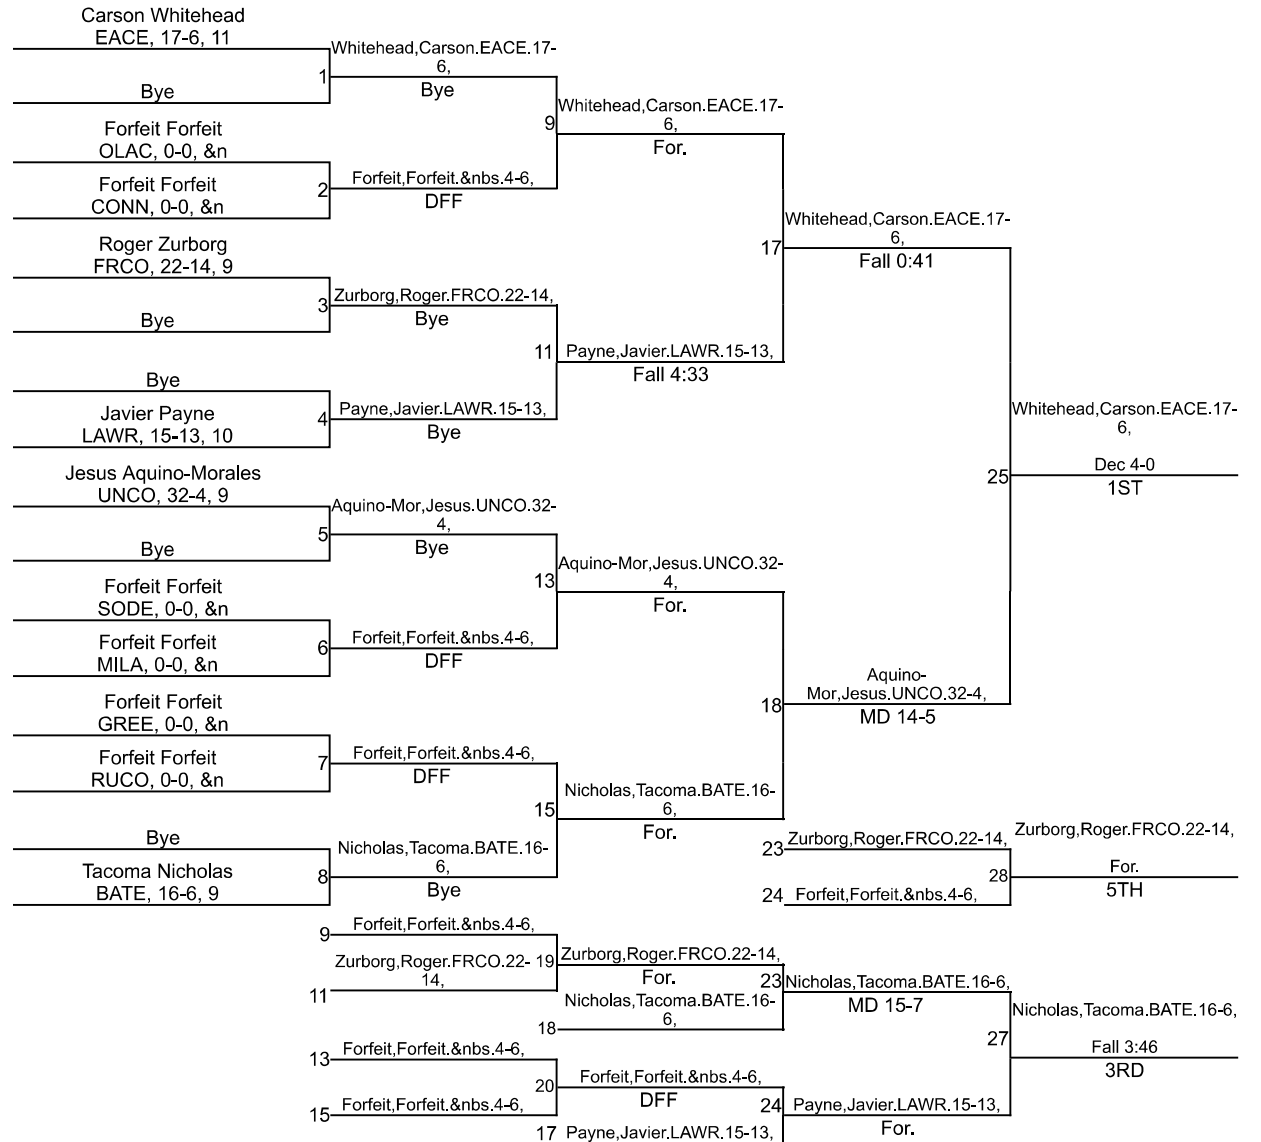 Carson Whitehead
EACE, 17-6, 11
Bye
1
Whitehead,Carson.EACE.17-
6,
Bye
Forfeit Forfeit
OLAC, 0-0, &n
Forfeit Forfeit
CONN, 0-0, &n
2
Forfeit,Forfeit.&nbs.4-6,
DFF
9
Whitehead,Carson.EACE.17-
6,
For.
Roger Zurborg
FRCO, 22-14, 9
Bye
3
Zurborg,Roger.FRCO.22-14,
Bye
Bye
Javier Payne
LAWR, 15-13, 10
4
Payne,Javier.LAWR.15-13,
Bye
11
Payne,Javier.LAWR.15-13,
Fall 4:33
17
Whitehead,Carson.EACE.17-
6,
Fall 0:41
Jesus Aquino-Morales
UNCO, 32-4, 9
Bye
5
Aquino-Mor,Jesus.UNCO.32-
4,
Bye
Forfeit Forfeit
SODE, 0-0, &n
Forfeit Forfeit
MILA, 0-0, &n
6
Forfeit,Forfeit.&nbs.4-6,
DFF
13
Aquino-Mor,Jesus.UNCO.32-
4,
For.
Forfeit Forfeit
GREE, 0-0, &n
Forfeit Forfeit
RUCO, 0-0, &n
7
Forfeit,Forfeit.&nbs.4-6,
DFF
Bye
Tacoma Nicholas
BATE, 16-6, 9
8
Nicholas,Tacoma.BATE.16-
6,
Bye
15
Nicholas,Tacoma.BATE.16-
6,
For.
18
Aquino-
Mor,Jesus.UNCO.32-4,
MD 14-5
25
Whitehead,Carson.EACE.17-
6,
Dec 4-0
1ST
23
Zurborg,Roger.FRCO.22-14,
24
Forfeit,Forfeit.&nbs.4-6,
28
Zurborg,Roger.FRCO.22-14,
For.
5TH
9
Forfeit,Forfeit.&nbs.4-6,
11
Zurborg,Roger.FRCO.22-
14,
19
Zurborg,Roger.FRCO.22-14,
For.
18
Nicholas,Tacoma.BATE.16-
6,
23
Nicholas,Tacoma.BATE.16-6,
MD 15-7
13
Forfeit,Forfeit.&nbs.4-6,
15
Forfeit,Forfeit.&nbs.4-6,
20
Forfeit,Forfeit.&nbs.4-6,
DFF
17
Payne,Javier.LAWR.15-13,
24
Payne,Javier.LAWR.15-13,
For.
27
Nicholas,Tacoma.BATE.16-6,
Fall 3:46
3RD